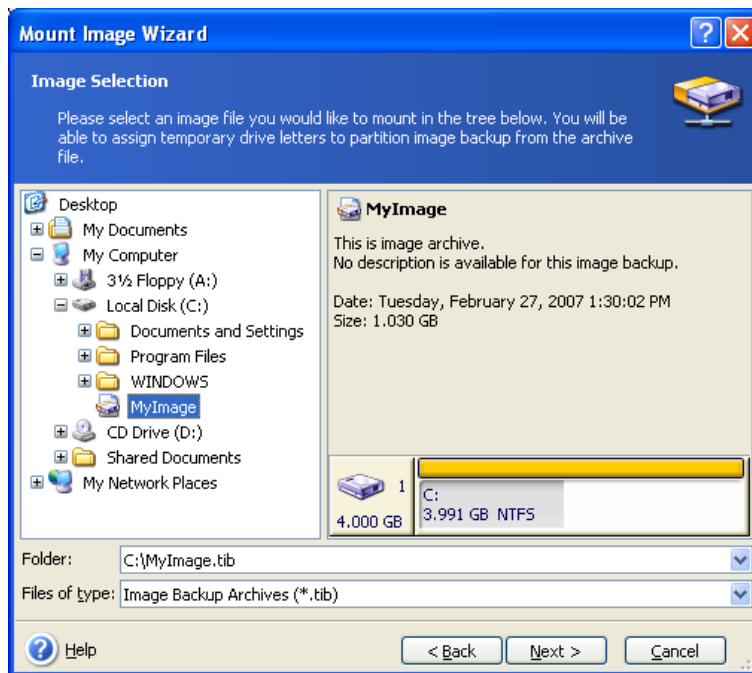 Mount Image Wizard
Image Selection
Please select an image file you would like to mount in the tree below. You will be
able to assign temporary drive letters to partition image backup from the archive
file.
Desktop
My Documents
My Computer
3½ Floppy (A:)
Local Disk (C:)
Documents and Settings
Program Files
WINDOWS
MyImage
CD Drive (D:)
Shared Documents
My Network Places
MyImage
This is image archive.
No description is available for this image backup.
Date: Tuesday, February 27, 2007 1:30:02 PM
Size: 1.030 GB
1
4.000 GB
C:
3.991 GB NTFS
Folder: C:\MyImage.tib
Files of type: Image Backup Archives (*.tib)
Help
< Back
Next >
Cancel